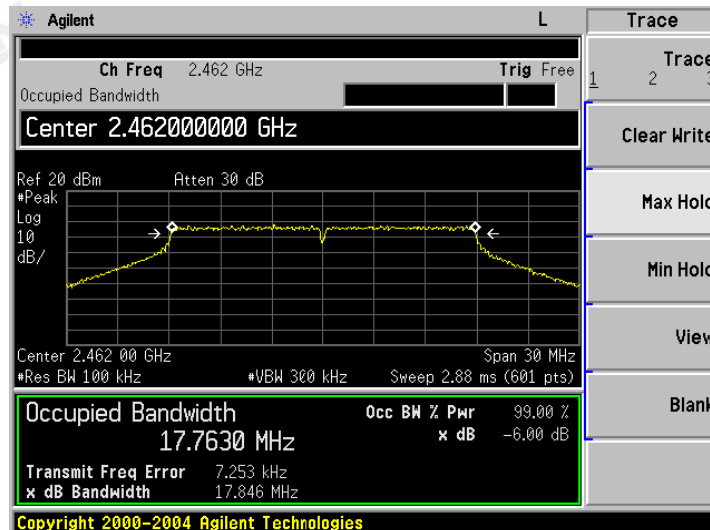 Agilent L Trace
Ch Freq 2.462 GHz Trig Free
Occupied Bandwidth
Center 2.462000000 GHz
Trace
1 2 3
Clear Write
Max Hold
Min Hold
View
Blank
Ref 20 dBm Atten 30 dB
#Peak
Log
10
dB/
Center 2.462 00 GHz Span 30 MHz
#Res BW 100 kHz #VBW 300 kHz Sweep 2.88 ms (601 pts)
Occupied Bandwidth Occ BW % Pwr 99.00 %
17.7630 MHz x dB -6.00 dB
Transmit Freq Error 7.253 kHz
x dB Bandwidth 17.846 MHz
Copyright 2000-2004 Agilent Technologies